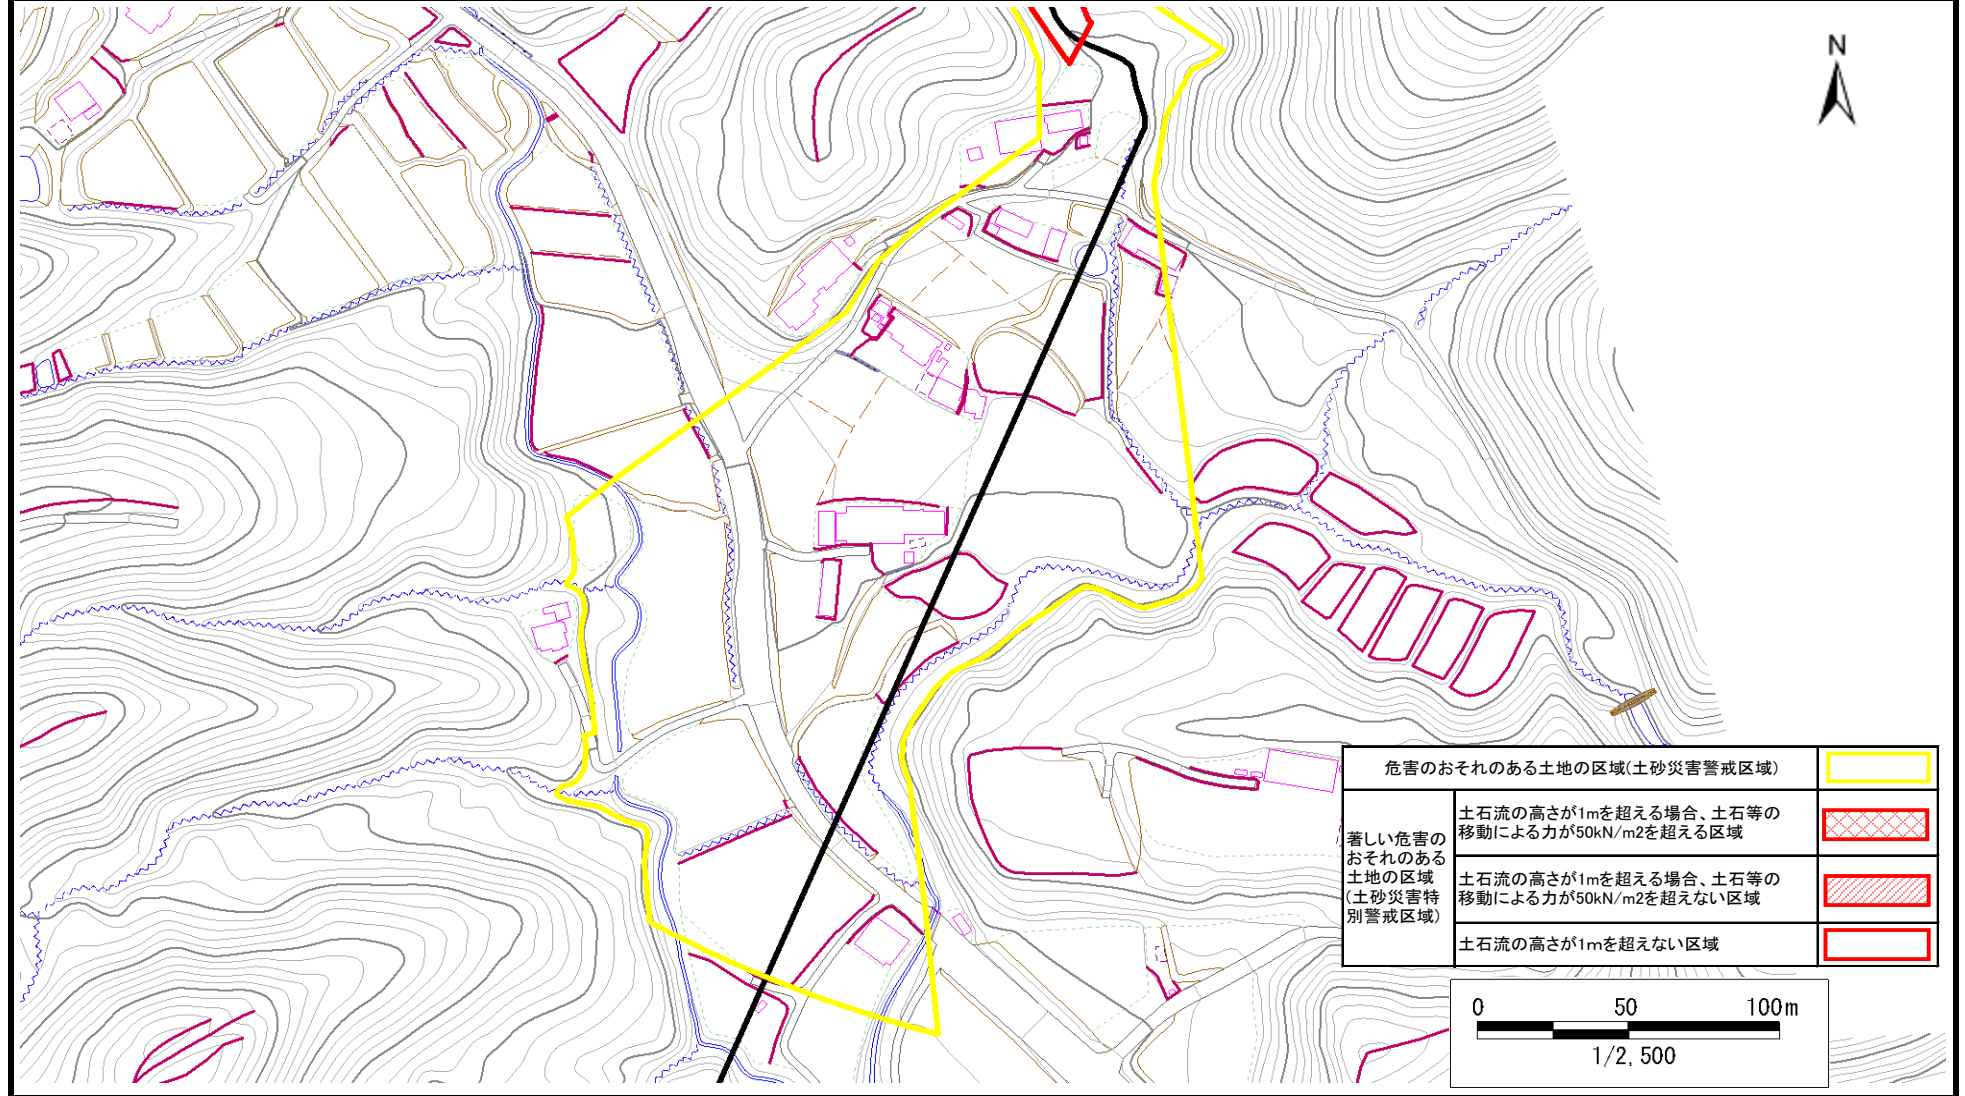 N
危害のおそれのある土地の区域(土砂災害警戒区域)
著しい危害の
おそれのある
土地の区域
(土砂災害特
別警戒区域)
土石流の高さが1mを超える場合、土石等の
移動による力が50kN/m2を超える区域
土石流の高さが1mを超える場合、土石等の
移動による力が50kN/m2を超えない区域
土石流の高さが1mを超えない区域
0 50 100m
1/2,500